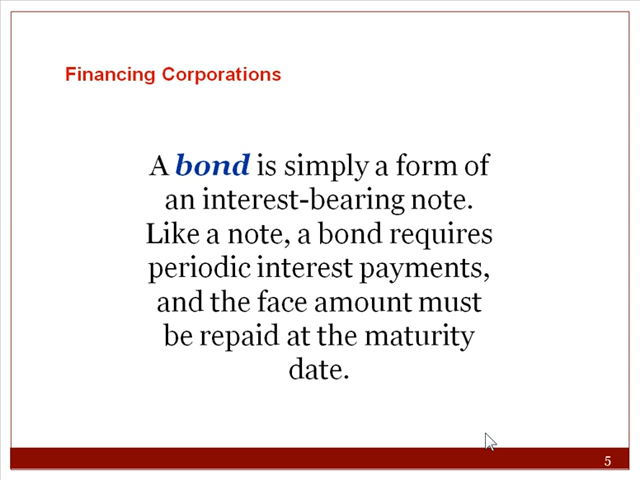 Financing Corporations
A bond is simply a form of
an interest-bearing note.
Like a note, a bond requires
periodic interest payments,
and the face amount must
be repaid at the maturity
date.
5